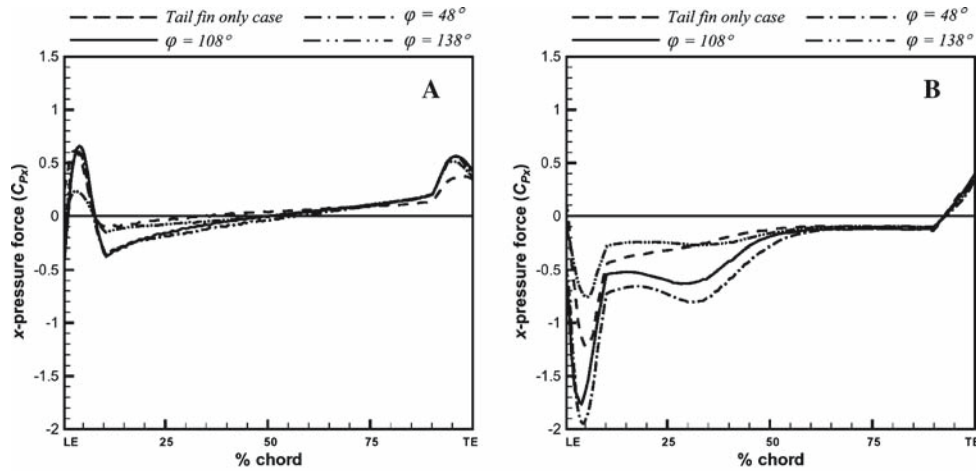 Tail fin only case
φ = 48°
φ = 108°
φ = 138°
A
x-pressure force (CPx)
1.5
1
0.5
0
-0.5
-1
-1.5
-2
LE
25
50
75
TE
% chord
Tail fin only case
φ = 48°
φ = 108°
φ = 138°
B
x-pressure force (CPx)
1.5
1
0.5
0
-0.5
-1
-1.5
-2
LE
25
50
75
TE
% chord